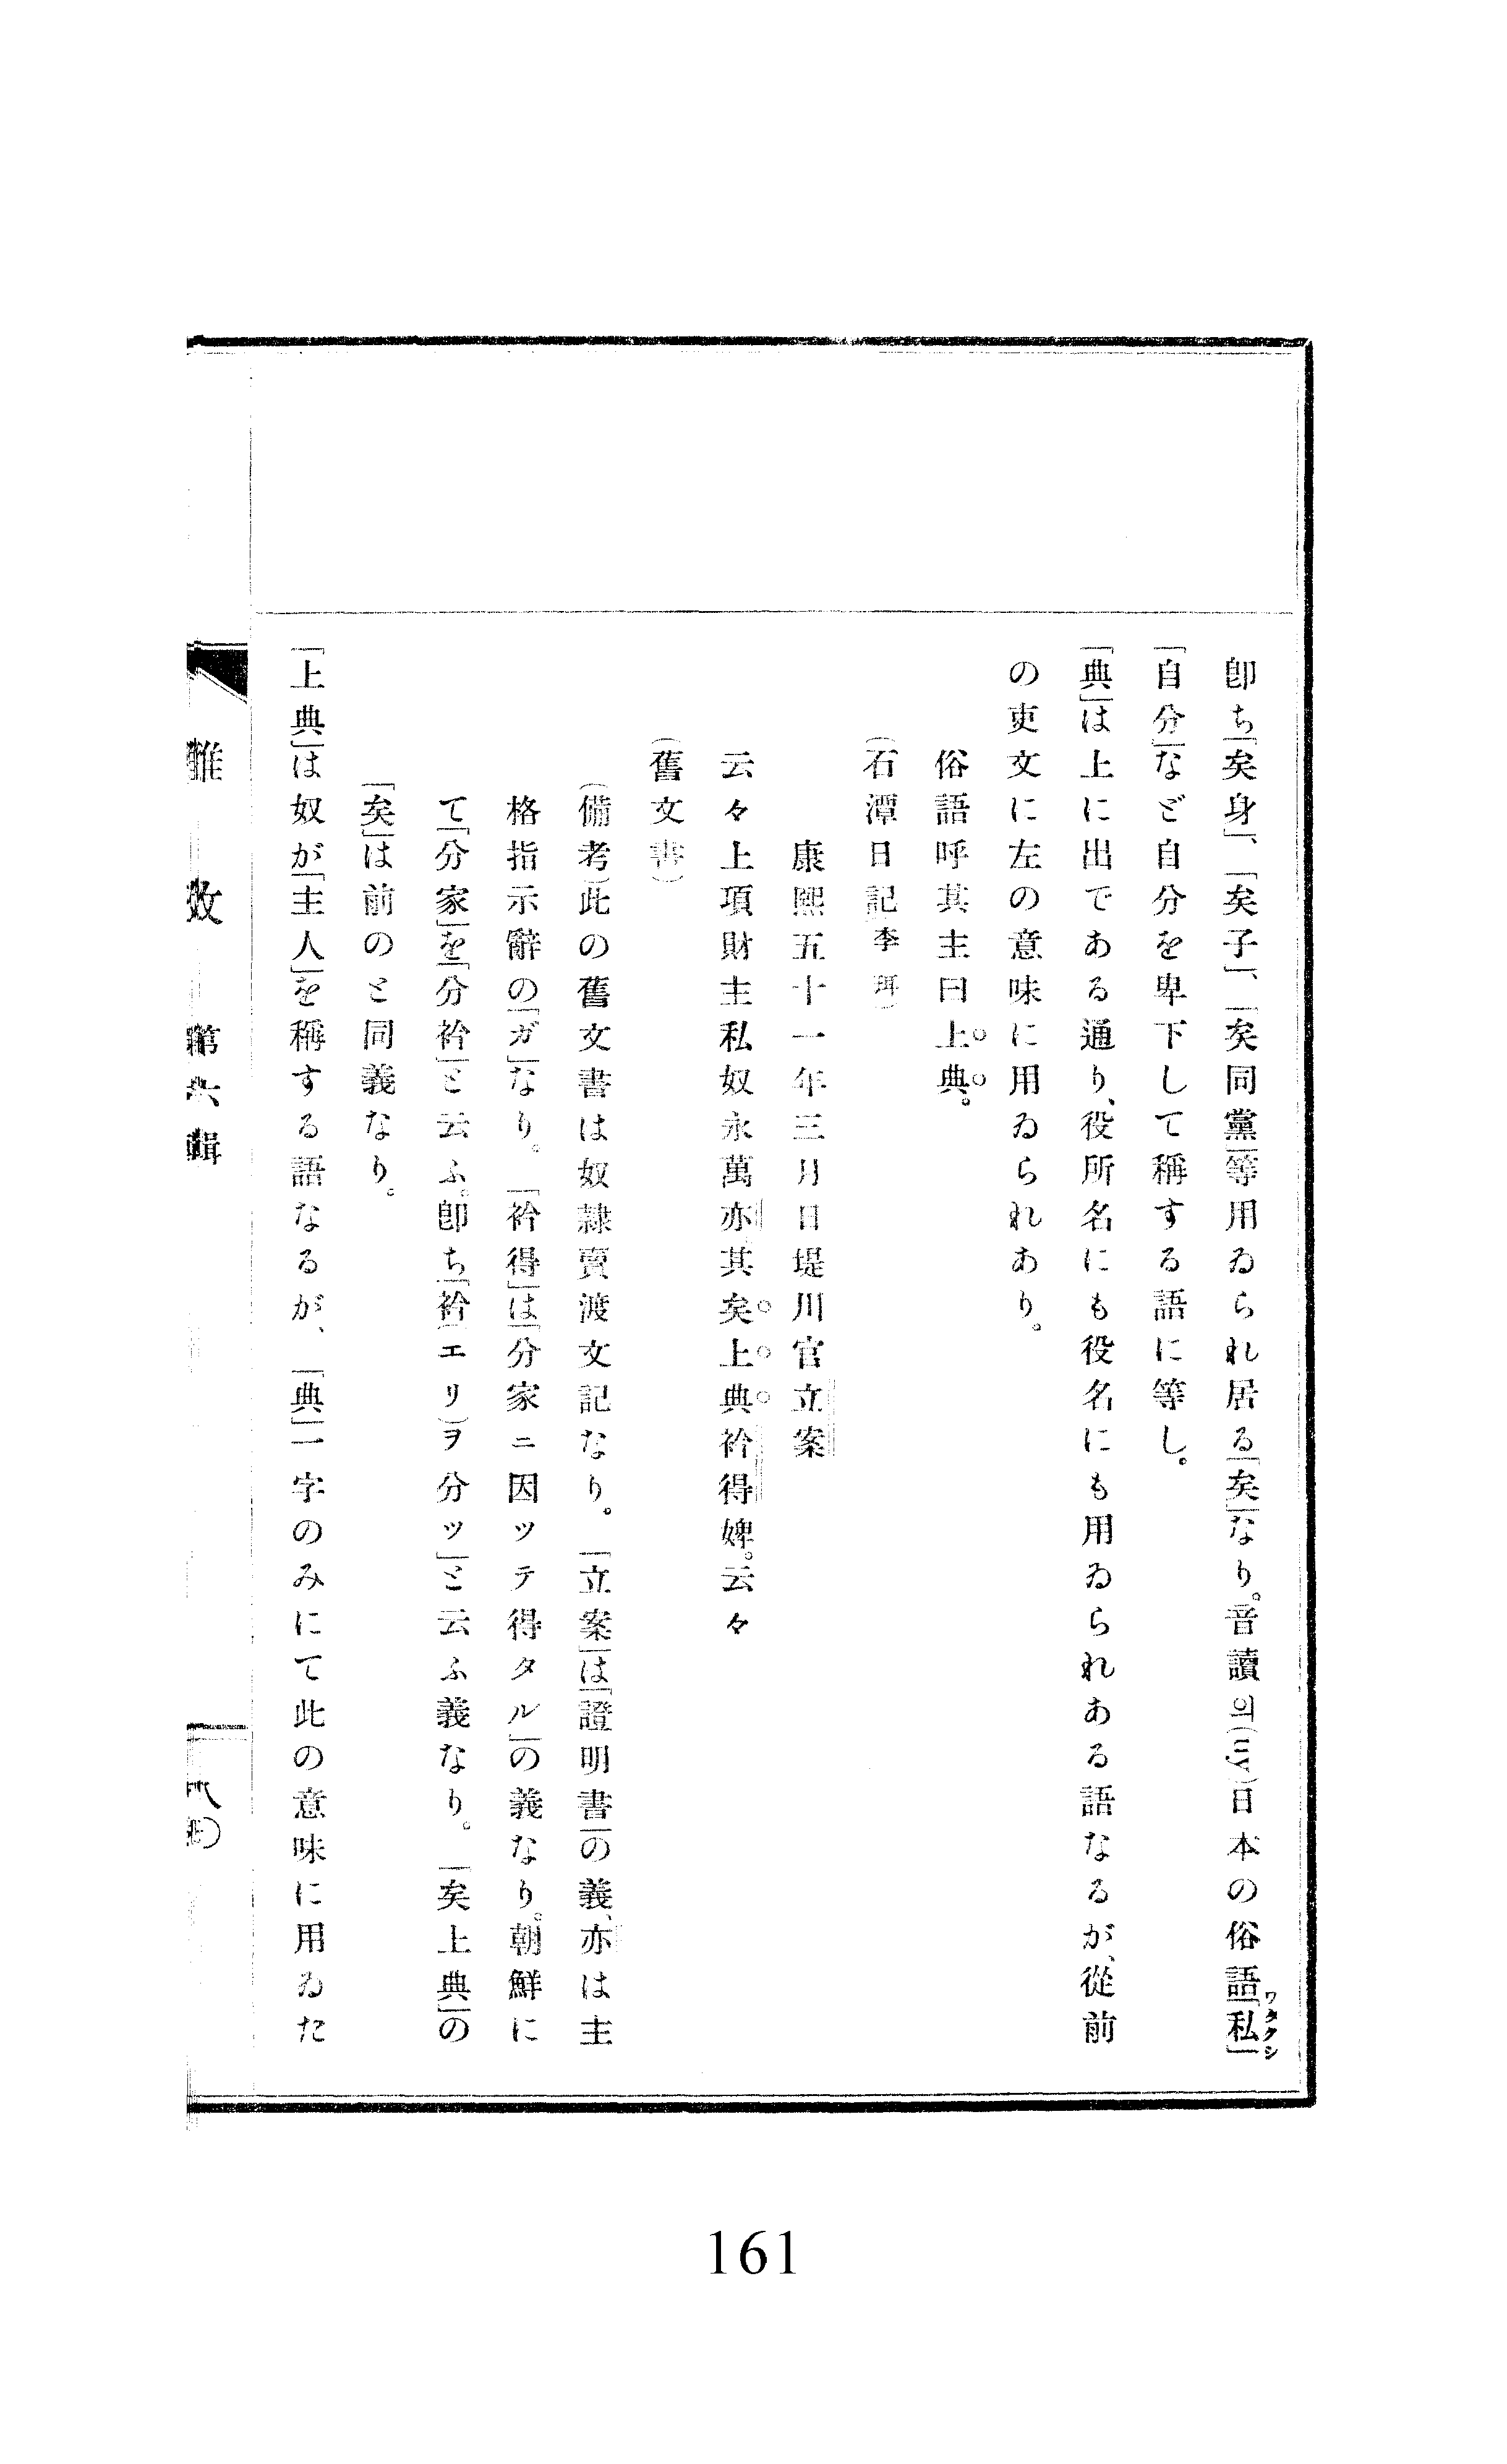 卽ち「矣身」、「矣子」、「矣同黨」等用ゐられ居る「矣」なり。音讀의(ウィ)日本の俗語「私」
ワタクシ
「自分」など自分を卑下して稱する語に等し。
「典」は上に出である通り、役所名にも役名にも用ゐられある語なるが、從前
の吏文に左の意味に用ゐられあり。
俗語呼其主曰上典。
(石潭日記 李珥)
康熙五十一年三月日堤川官立案
云々上項財主私奴永萬亦其矣上典衿得婢。云々
(舊文書)
(備考)此の舊文書は奴隷賣渡文記なり。「立案」は「證明書」の義、亦は主
格指示辭の「ガ」なり。「衿得」は「分家ニ因ッテ得タル」の義なり。朝鮮に
て「分家」を「分衿」と云ふ。卽ち「衿(エリ)ヲ分ッ」と云ふ義なり。「矣上典」の
「矣」は前のと同義なり。
「上典」は奴が「主人」を稱する語なるが、「典」一字のみにて此の意味に用ゐた
雜攷 第六輯
161